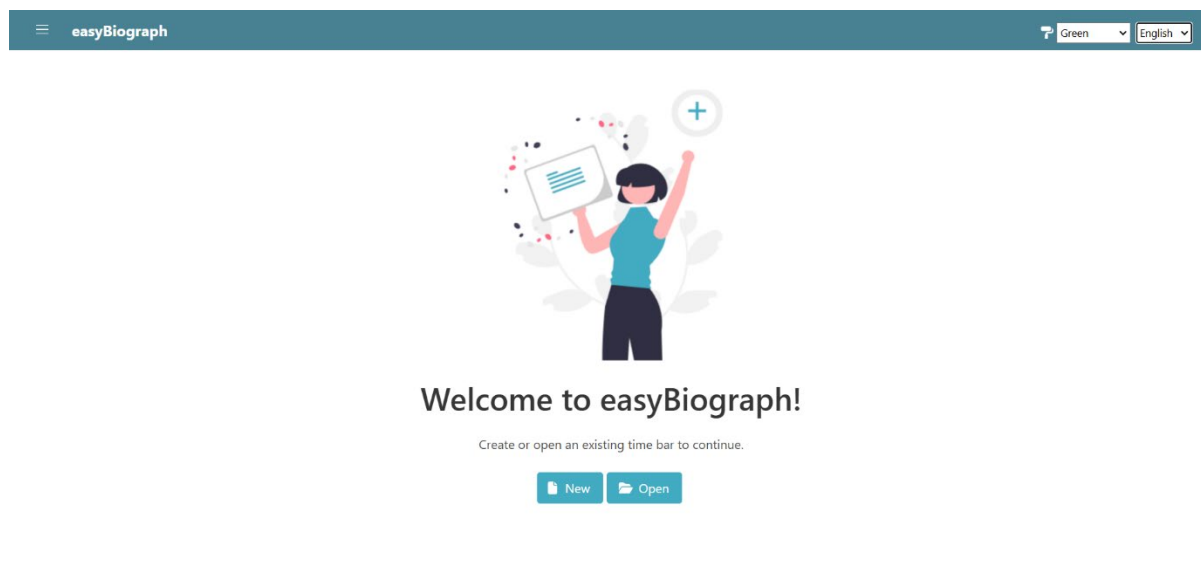 easyBiograph
Green
English
Welcome to easyBiograph!
Create or open an existing time bar to continue.
New
Open